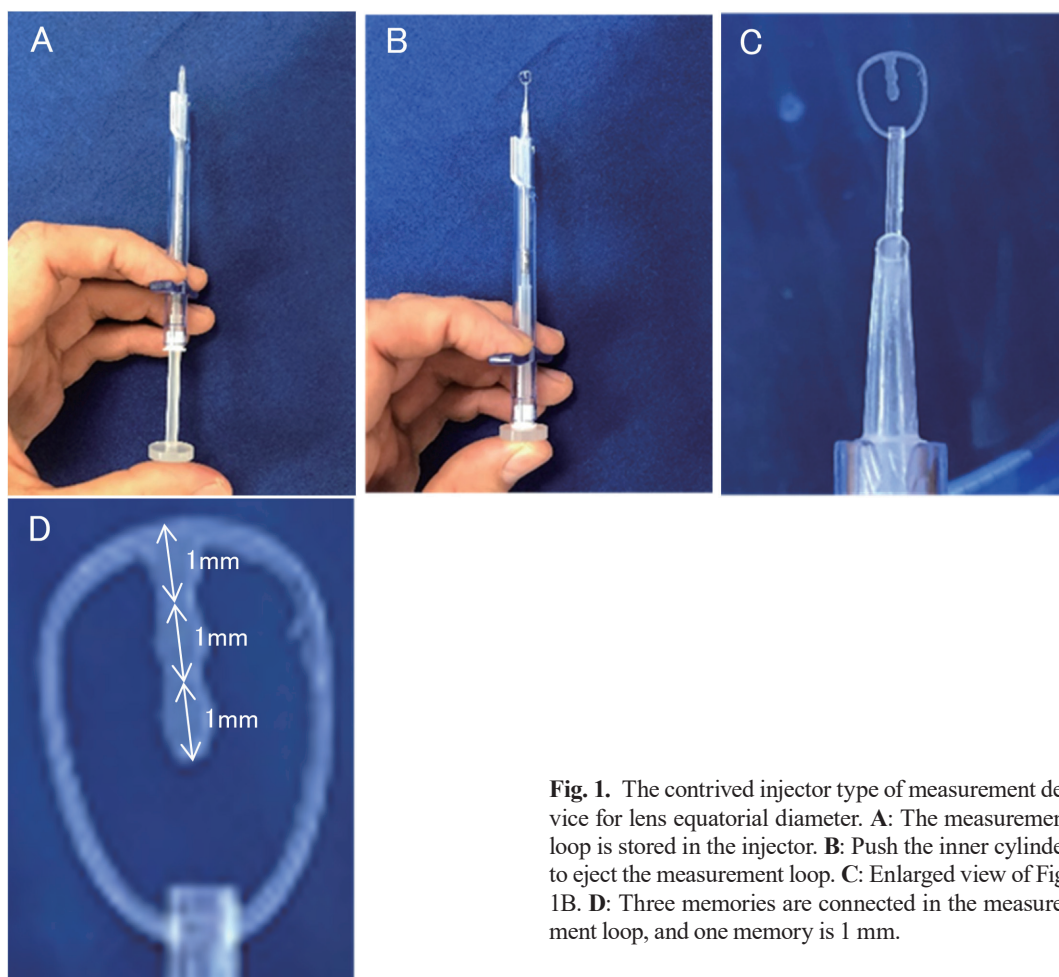 A
B
C
D
1mm
1mm
1mm
Fig. 1. The contrived injector type of measurement de-
vice for lens equatorial diameter. A: The measuremen
loop is stored in the injector. B: Push the inner cylinde
to eject the measurement loop. C: Enlarged view of Fig
1B. D: Three memories are connected in the measure-
ment loop, and one memory is 1 mm.